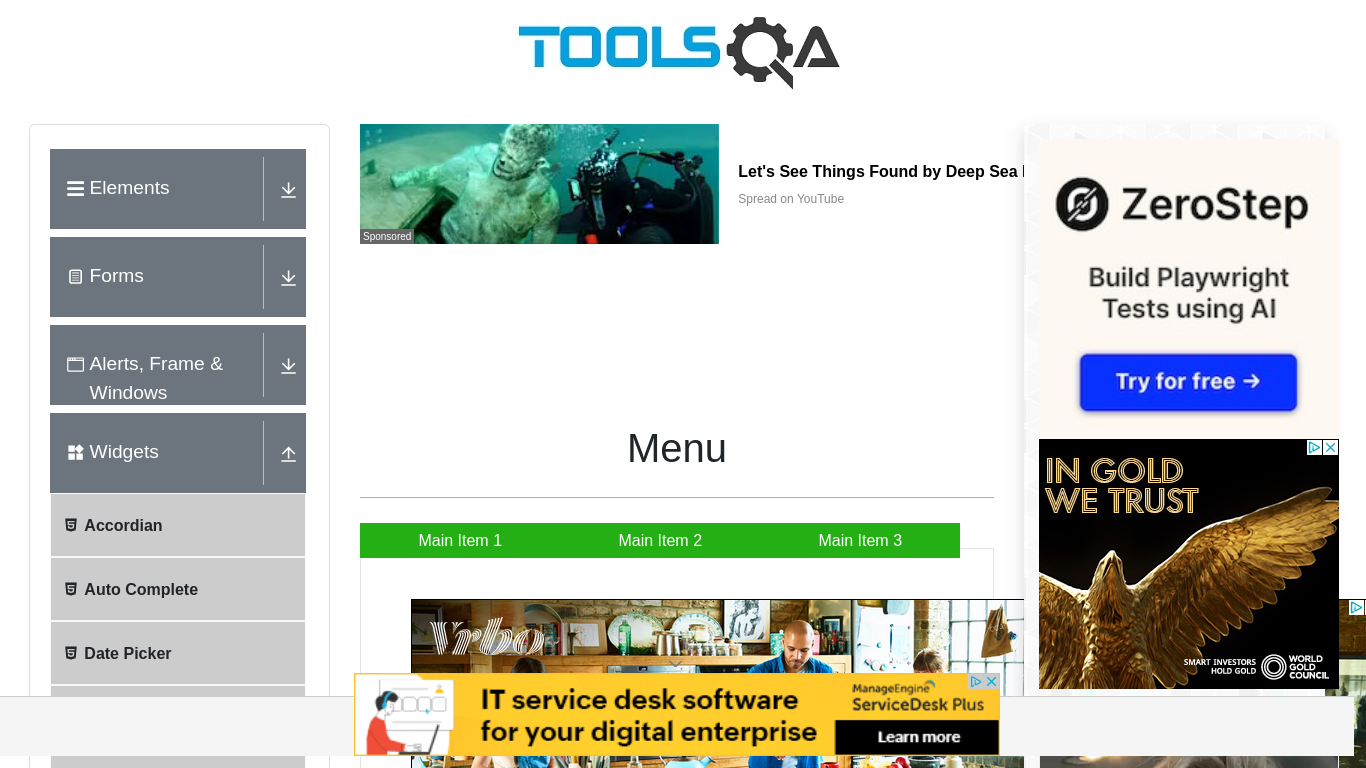 TOOLSQA
Elements
Forms
Alerts, Frame &
Windows
Widgets
Accordian
Auto Complete
Date Picker
Sponsored
Let's See Things Found by Deep Sea
Spread on YouTube
Menu
Main Item 1
Main Item 2
Main Item 3
Vrbo
IT service desk software
for your digital enterprise
ManageEngine
ServiceDesk Plus
Learn more
ZeroStep
Build Playwright
Tests using AI
Try for free →
IN GOLD
WE TRUST
SMART INVESTORS
HOLD GOLD
WORLD
GOLD
COUNCIL